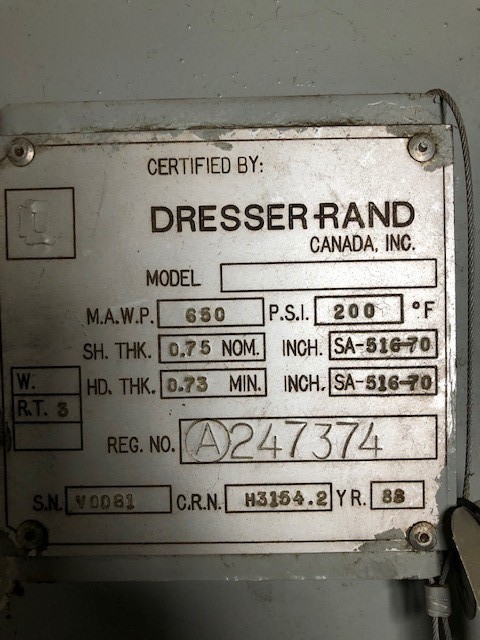 CERTIFIED BY:
DRESSER-RAND
CANADA, INC.
MODEL
M.A.W.P. 650 P.S.I. 200 °F
SH. THK. 0.75 NOM. INCH. SA-516-70
W. HD. THK. 0.73 MIN. INCH. SA-516-70
R.T. 3
REG. NO. A247374
S.N. V0081 C.R.N. H3154.2 YR. 88